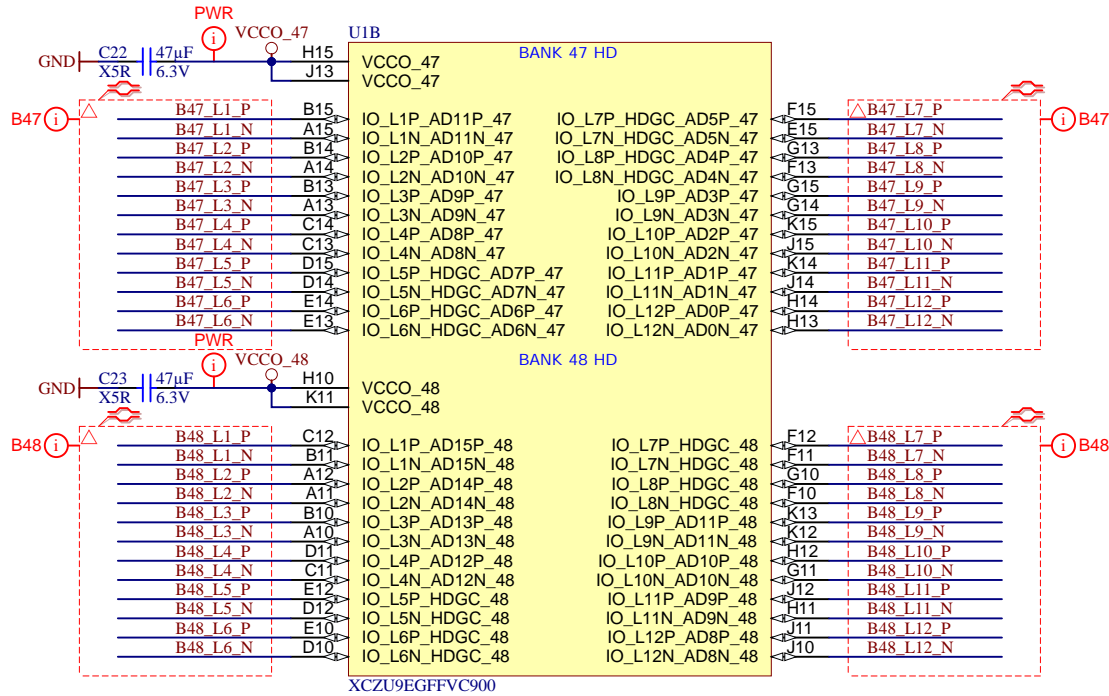 PWR
VCCO_47
U1B
GND C22 47µF H15 VCCO_47 BANK 47 HD
X5R 6.3V J13 VCCO_47
B47 i B47_L1_P B15 IO_L1P_AD11P_47 IO_L7P_HDGC_AD5P_47 F15 B47_L7_P i B47
B47_L1_N A15 IO_L1N_AD11N_47 IO_L7N_HDGC_AD5N_47 E15 B47_L7_N
B47_L2_P B14 IO_L2P_AD10P_47 IO_L8P_HDGC_AD4P_47 G13 B47_L8_P
B47_L2_N A14 IO_L2N_AD10N_47 IO_L8N_HDGC_AD4N_47 F13 B47_L8_N
B47_L3_P B13 IO_L3P_AD9P_47 IO_L9P_AD3P_47 G15 B47_L9_P
B47_L3_N A13 IO_L3N_AD9N_47 IO_L9N_AD3N_47 G14 B47_L9_N
B47_L4_P C14 IO_L4P_AD8P_47 IO_L10P_AD2P_47 K15 B47_L10_P
B47_L4_N C13 IO_L4N_AD8N_47 IO_L10N_AD2N_47 J15 B47_L10_N
B47_L5_P D15 IO_L5P_HDGC_AD7P_47 IO_L11P_AD1P_47 K14 B47_L11_P
B47_L5_N D14 IO_L5N_HDGC_AD7N_47 IO_L11N_AD1N_47 J14 B47_L11_N
B47_L6_P E14 IO_L6P_HDGC_AD6P_47 IO_L12P_AD0P_47 H14 B47_L12_P
B47_L6_N E13 IO_L6N_HDGC_AD6N_47 IO_L12N_AD0N_47 H13 B47_L12_N
PWR
VCCO_48
BANK 48 HD
GND C23 47µF H10 VCCO_48
X5R 6.3V K11 VCCO_48
B48 i B48_L1_P C12 IO_L1P_AD15P_48 IO_L7P_HDGC_48 F12 B48_L7_P i B48
B48_L1_N B11 IO_L1N_AD15N_48 IO_L7N_HDGC_48 F11 B48_L7_N
B48_L2_P A12 IO_L2P_AD14P_48 IO_L8P_HDGC_48 G10 B48_L8_P
B48_L2_N A11 IO_L2N_AD14N_48 IO_L8N_HDGC_48 F10 B48_L8_N
B48_L3_P B10 IO_L3P_AD13P_48 IO_L9P_AD11P_48 K13 B48_L9_P
B48_L3_N A10 IO_L3N_AD13N_48 IO_L9N_AD11N_48 K12 B48_L9_N
B48_L4_P D11 IO_L4P_AD12P_48 IO_L10P_AD10P_48 H12 B48_L10_P
B48_L4_N C11 IO_L4N_AD12N_48 IO_L10N_AD10N_48 G11 B48_L10_N
B48_L5_P E12 IO_L5P_HDGC_48 IO_L11P_AD9P_48 J12 B48_L11_P
B48_L5_N D12 IO_L5N_HDGC_48 IO_L11N_AD9N_48 H11 B48_L11_N
B48_L6_P E10 IO_L6P_HDGC_48 IO_L12P_AD8P_48 J11 B48_L12_P
B48_L6_N D10 IO_L6N_HDGC_48 IO_L12N_AD8N_48 J10 B48_L12_N
XCZU9EGFFVC900